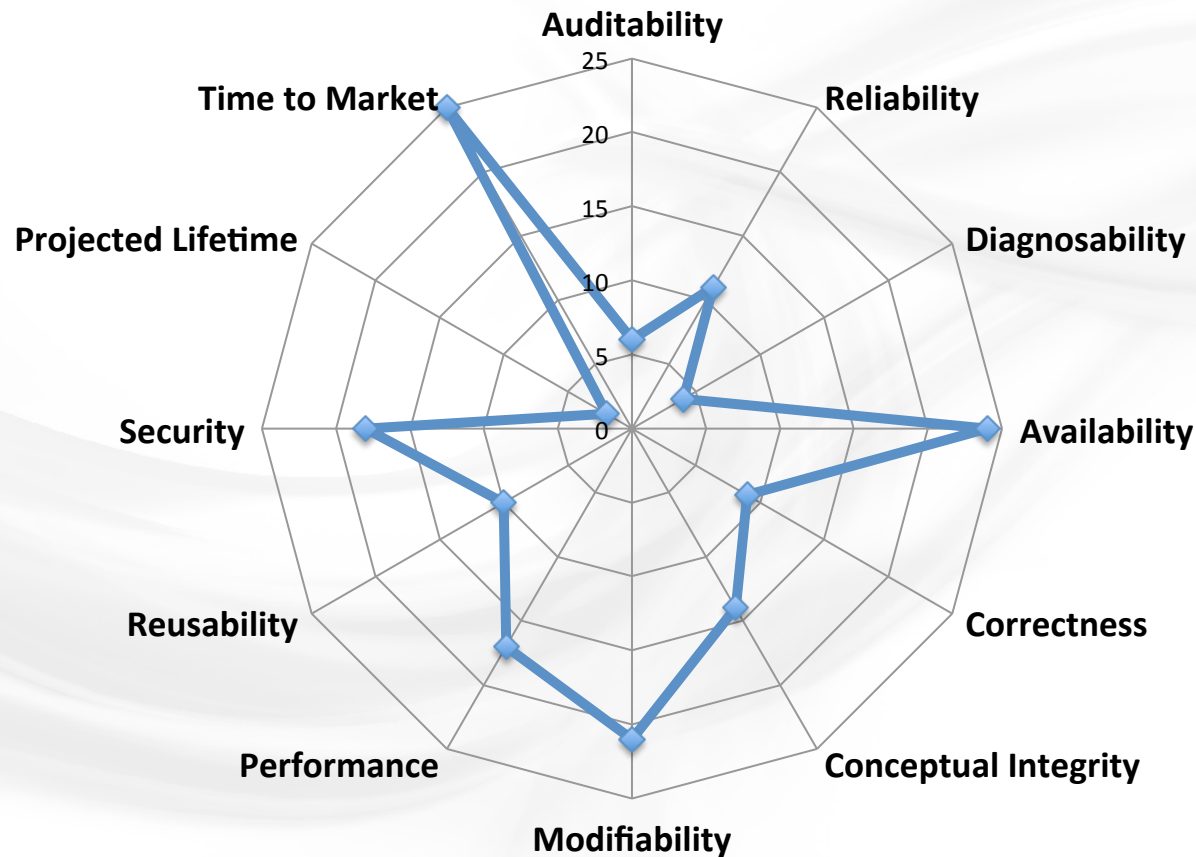 Auditability
25
Time to Market
Reliability
20
15
Projected Lifetime
Diagnosability
10
5
Security
0
Availability
Reusability
Correctness
Performance
Conceptual Integrity
Modifiability